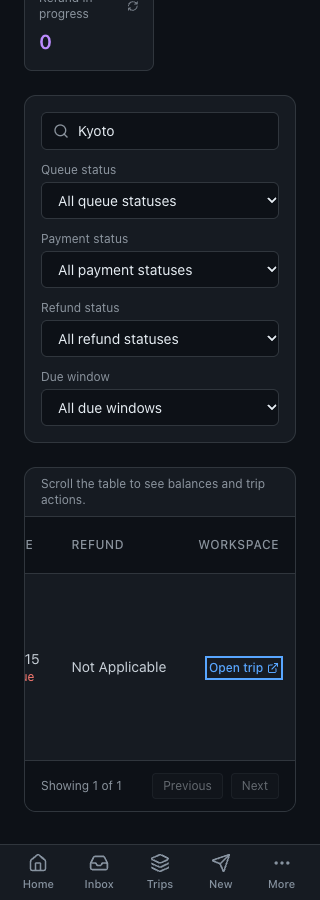 Refund in
progress
0
Kyoto
Queue status
All queue statuses
Payment status
All payment statuses
Refund status
All refund statuses
Due window
All due windows
Scroll the table to see balances and trip
actions.
E REFUND WORKSPACE
15
ue
Not Applicable
Open trip
Showing 1 of 1 Previous Next
Home Inbox Trips New More